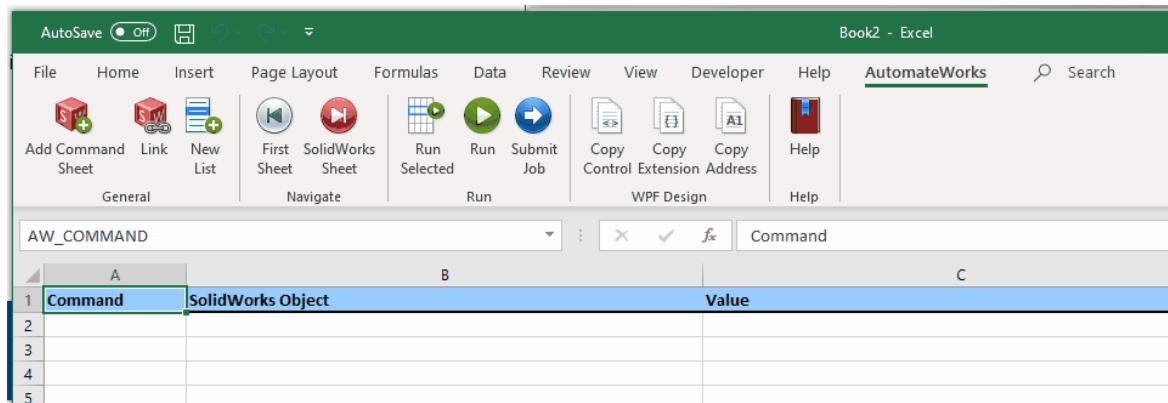 AutoSave Off Book2 - Excel
File Home Insert Page Layout Formulas Data Review View Developer Help AutomateWorks Search
Add Command Sheet Link New List First Sheet SolidWorks Sheet Run Selected Run Submit Job Copy Control Copy Extension Copy Address Help
General Navigate Run WPF Design Help
AW_COMMAND fx Command
A B C
1 Command SolidWorks Object Value
2
3
4
5